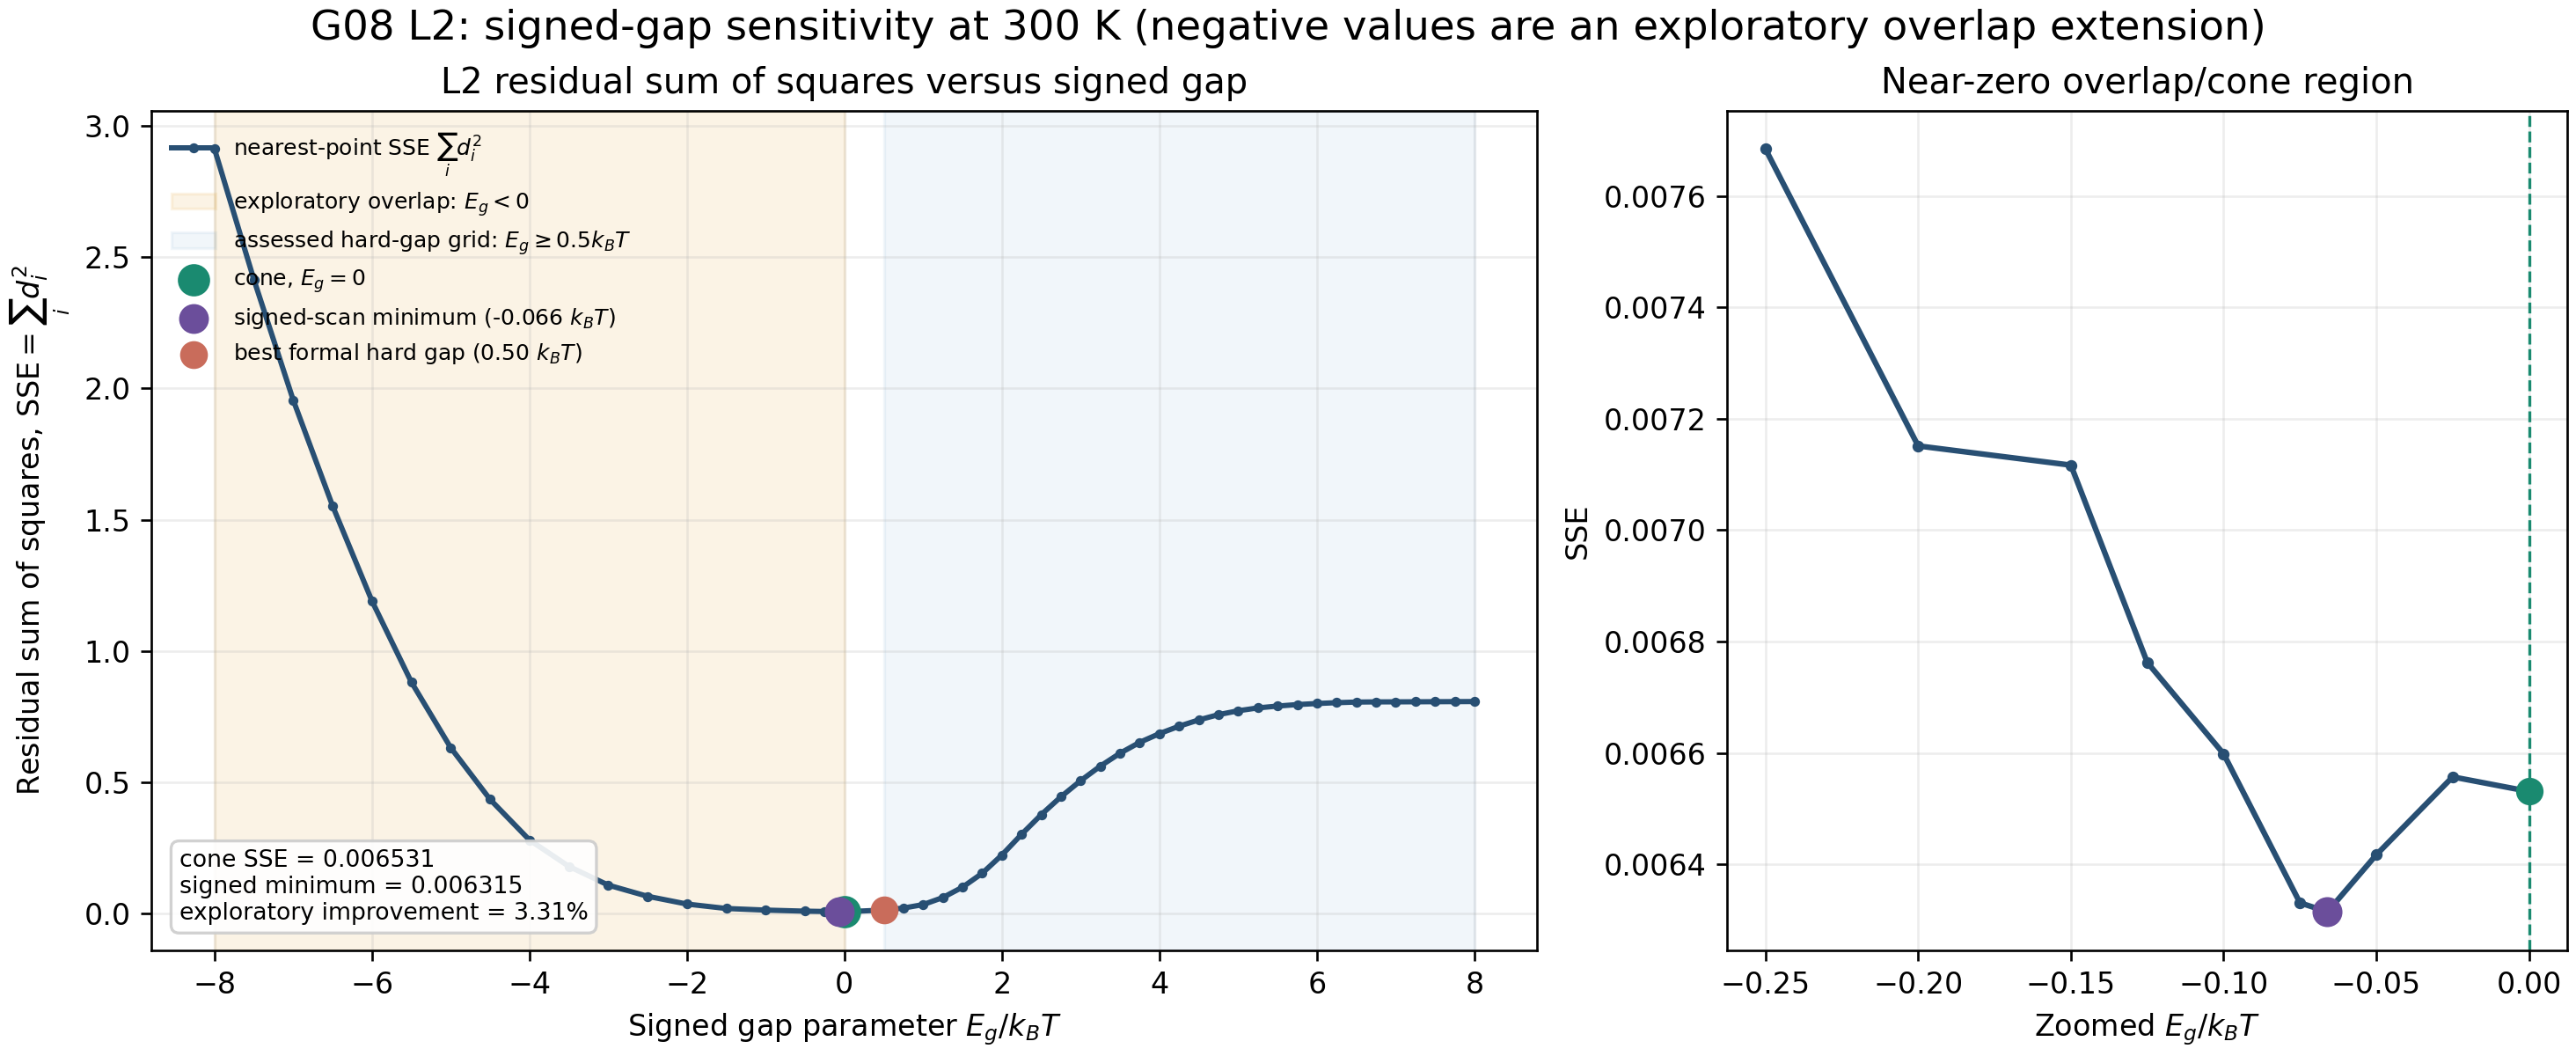 G08 L2: signed-gap sensitivity at 300 K (negative values are an exploratory overlap extension)
L2 residual sum of squares versus signed gap
Residual sum of squares, SSE = ∑_i d_i^2
3.0
2.5
2.0
1.5
1.0
0.5
0.0
nearest-point SSE ∑_i d_i^2
exploratory overlap: E_g < 0
assessed hard-gap grid: E_g ≥ 0.5k_BT
cone, E_g = 0
signed-scan minimum (-0.066 k_BT)
best formal hard gap (0.50 k_BT)
cone SSE = 0.006531
signed minimum = 0.006315
exploratory improvement = 3.31%
−8 −6 −4 −2 0 2 4 6 8
Signed gap parameter E_g/k_BT
Near-zero overlap/cone region
SSE
0.0076
0.0074
0.0072
0.0070
0.0068
0.0066
0.0064
−0.25 −0.20 −0.15 −0.10 −0.05 0.00
Zoomed E_g/k_BT